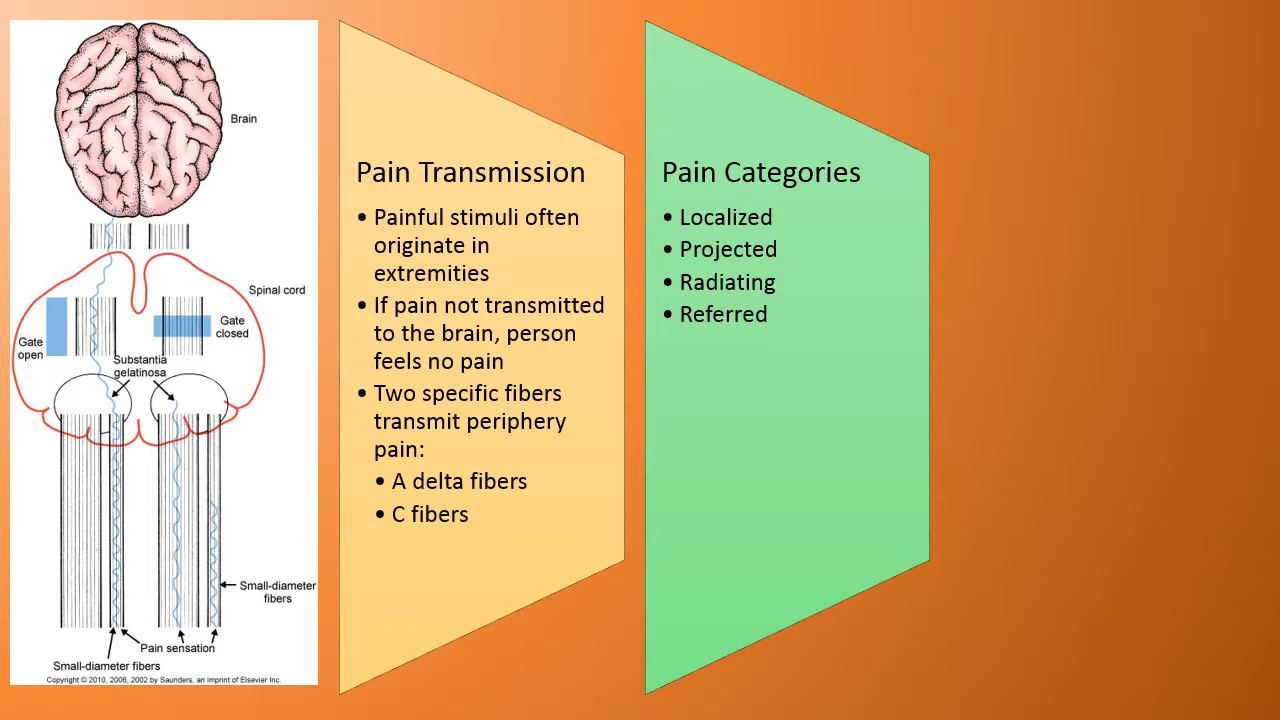 Brain
Spinal cord
Gate
open
Gate
closed
Substantia
gelatinosa
Small-diameter
fibers
Pain sensation
Small-diameter fibers
Copyright © 2010, 2006, 2002 by Saunders, an imprint of Elsevier Inc.
Pain Transmission
• Painful stimuli often
originate in
extremities
• If pain not transmitted
to the brain, person
feels no pain
• Two specific fibers
transmit periphery
pain:
• A delta fibers
• C fibers
Pain Categories
• Localized
• Projected
• Radiating
• Referred